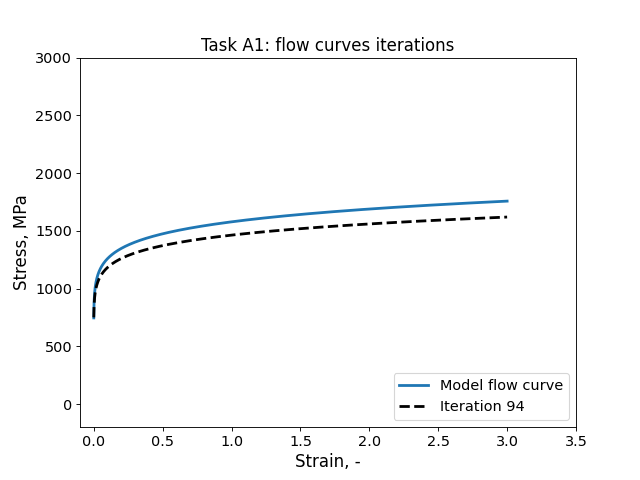 Task A1: flow curves iterations
3000
2500
2000
1500
1000
500
0
Stress, MPa
Model flow curve
Iteration 94
0.0 0.5 1.0 1.5 2.0 2.5 3.0 3.5
Strain, -